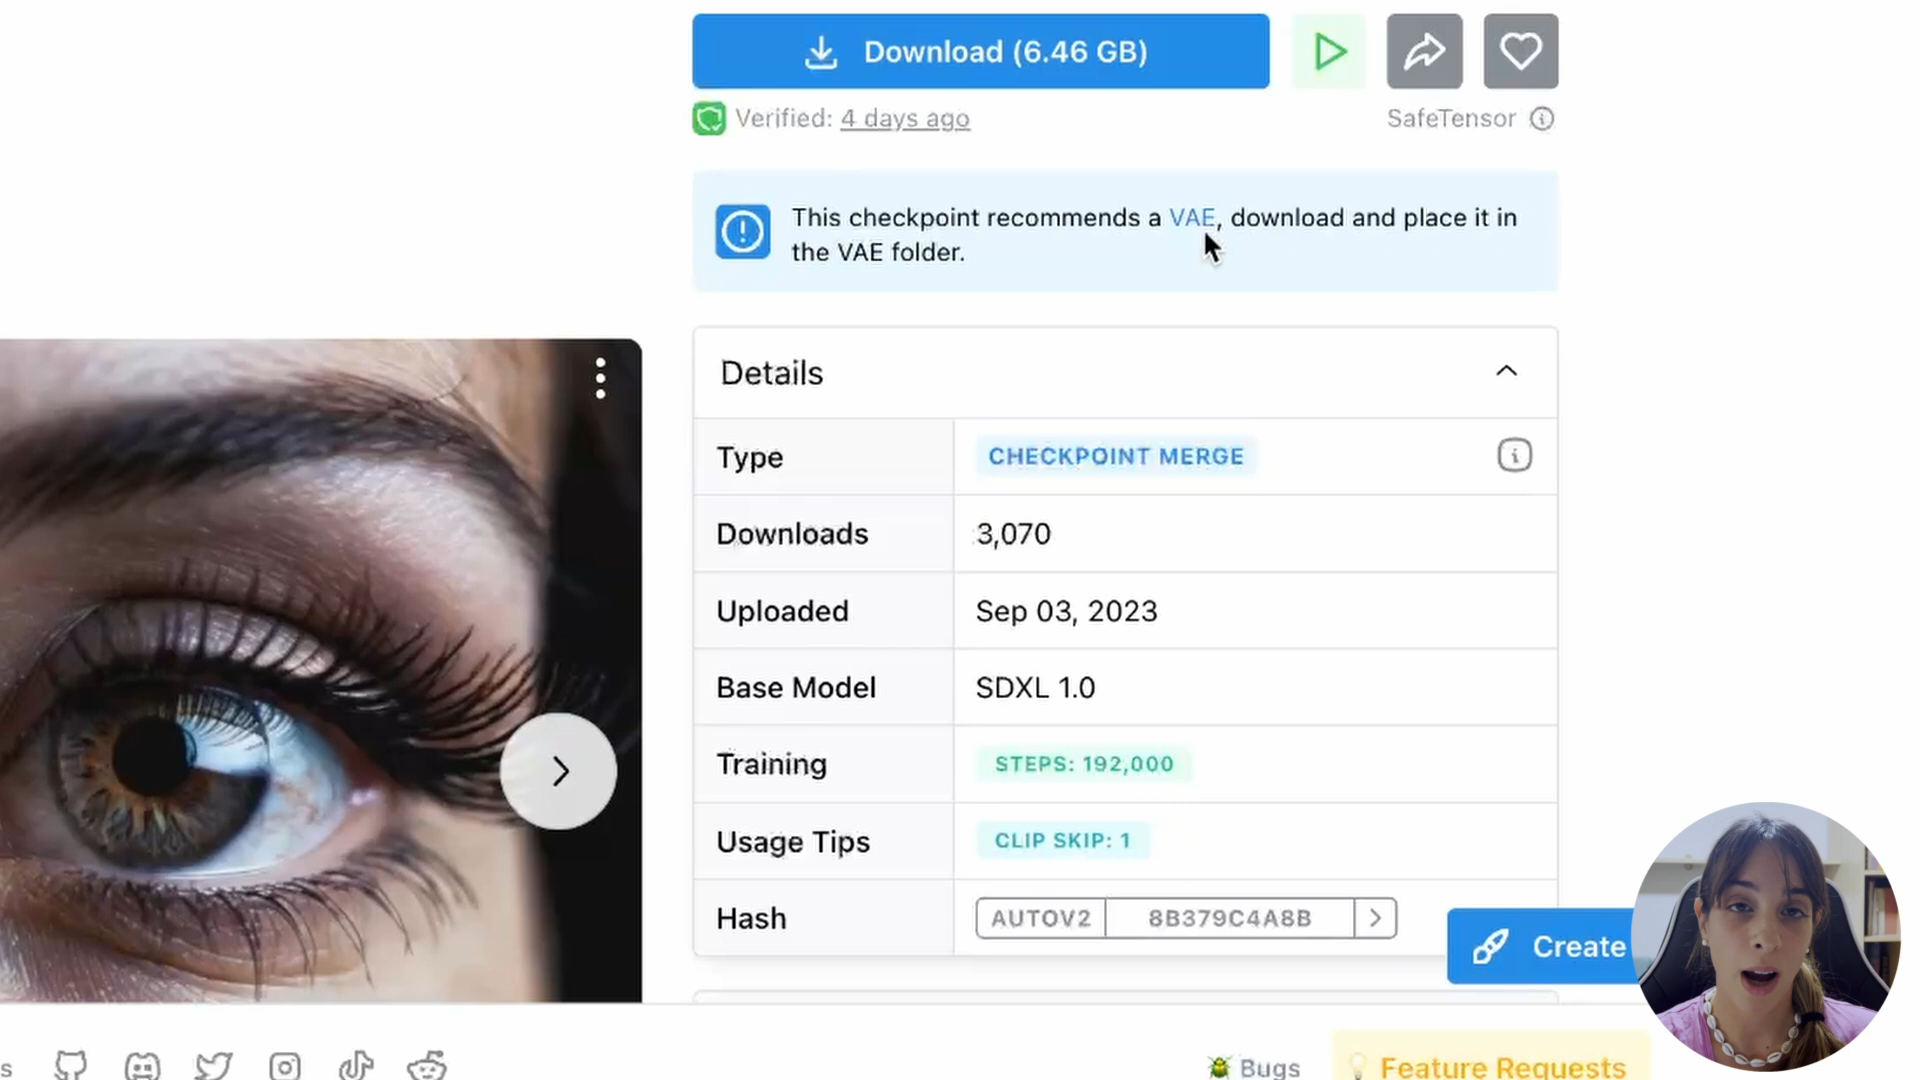 Download (6.46 GB)
Verified: 4 days ago
SafeTensor
This checkpoint recommends a VAE, download and place it in
the VAE folder.
Details
Type
CHECKPOINT MERGE
Downloads
3,070
Uploaded
Sep 03, 2023
Base Model
SDXL 1.0
Training
STEPS: 192,000
Usage Tips
CLIP SKIP: 1
Hash
AUTOV2
8B379C4A8B
Create
s
Bugs
Feature Requests